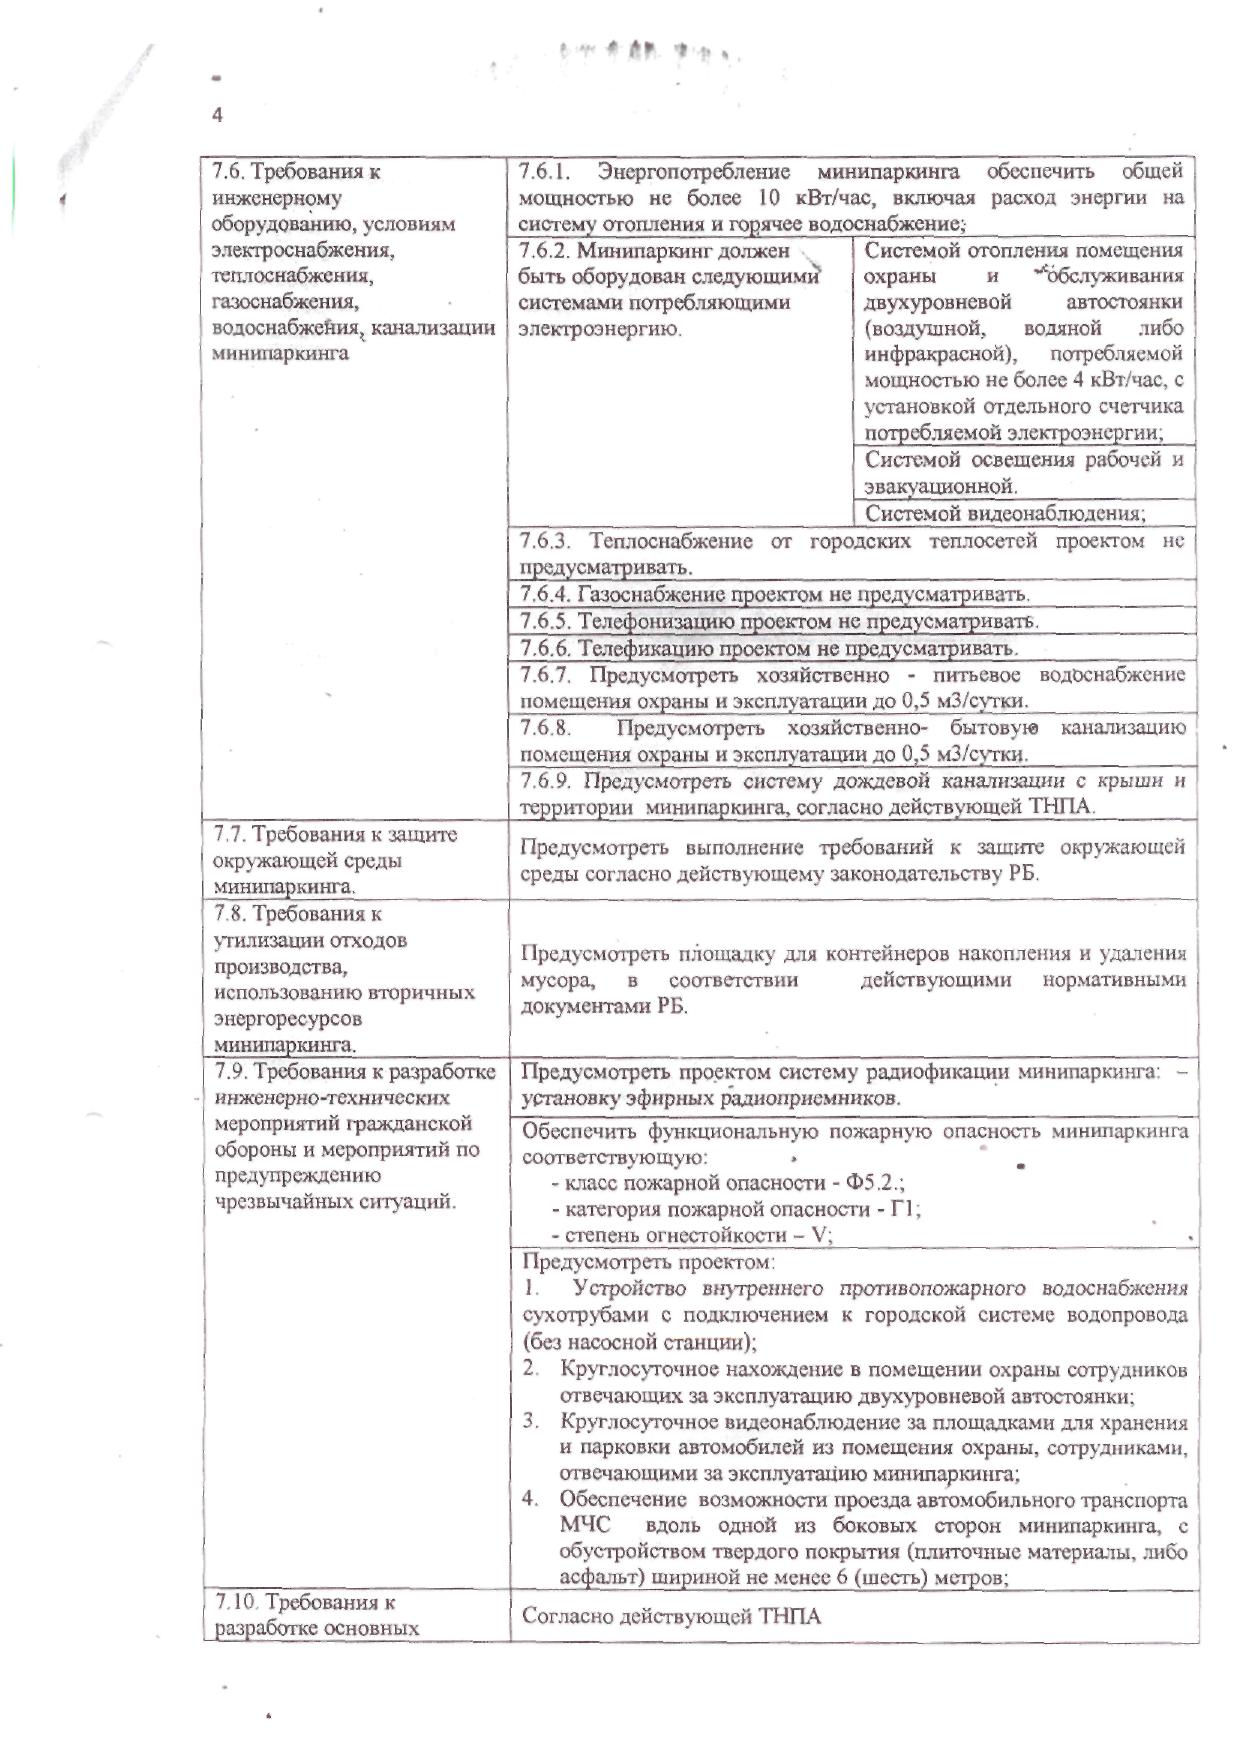 4
7.6. Требования к
инженерному
оборудованию, условиям
электроснабжения,
теплоснабжения,
газоснабжения,
водоснабжения, канализации
минипаркинга
7.6.1. Энергопотребление минипаркинга обеспечить общей
мощностью не более 10 кВт/час, включая расход энергии на
систему отопления и горячее водоснабжение;
7.6.2. Минипаркинг должен
быть оборудован следующими
системами потребляющими
электроэнергию.
Системой отопления помещения
охраны и обслуживания
двухуровневой автостоянки
(воздушной, водяной либо
инфракрасной), потребляемой
мощностью не более 4 кВт/час, с
установкой отдельного счетчика
потребляемой электроэнергии;
Системой освещения рабочей и
эвакуационной.
Системой видеонаблюдения;
7.6.3. Теплоснабжение от городских теплосетей проектом не
предусматривать.
7.6.4. Газоснабжение проектом не предусматривать.
7.6.5. Телефонизацию проектом не предусматривать.
7.6.6. Телефикацию проектом не предусматривать.
7.6.7. Предусмотреть хозяйственно - питьевое водоснабжение
помещения охраны и эксплуатации до 0,5 м3/сутки.
7.6.8. Предусмотреть хозяйственно- бытовую канализацию
помещения охраны и эксплуатации до 0,5 м3/сутки.
7.6.9. Предусмотреть систему дождевой канализации с крыши и
территории минипаркинга, согласно действующей ТНПА.
7.7. Требования к защите
окружающей среды
минипаркинга.
Предусмотреть выполнение требований к защите окружающей
среды согласно действующему законодательству РБ.
7.8. Требования к
утилизации отходов
производства,
использованию вторичных
энергоресурсов
минипаркинга.
Предусмотреть площадку для контейнеров накопления и удаления
мусора, в соответствии действующими нормативными
документами РБ.
7.9. Требования к разработке
инженерно-технических
мероприятий гражданской
обороны и мероприятий по
предупреждению
чрезвычайных ситуаций.
Предусмотреть проектом систему радиофикации минипаркинга: –
установку эфирных радиоприемников.
Обеспечить функциональную пожарную опасность минипаркинга
соответствующую:
- класс пожарной опасности - Ф5.2.;
- категория пожарной опасности - Г1;
- степень огнестойкости – V;
Предусмотреть проектом:
1. Устройство внутреннего противопожарного водоснабжения
сухотрубами с подключением к городской системе водопровода
(без насосной станции);
2. Круглосуточное нахождение в помещении охраны сотрудников
отвечающих за эксплуатацию двухуровневой автостоянки;
3. Круглосуточное видеонаблюдение за площадками для хранения
и парковки автомобилей из помещения охраны, сотрудниками,
отвечающими за эксплуатацию минипаркинга;
4. Обеспечение возможности проезда автомобильного транспорта
МЧС вдоль одной из боковых сторон минипаркинга, с
обустройством твердого покрытия (плиточные материалы, либо
асфальт) шириной не менее 6 (шесть) метров;
7.10. Требования к
разработке основных
Согласно действующей ТНПА